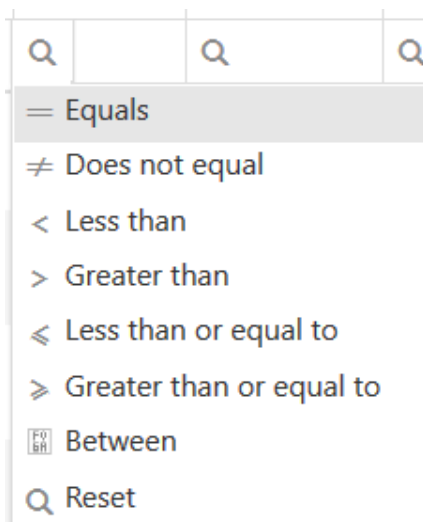 = Equals
≠ Does not equal
< Less than
> Greater than
⩽ Less than or equal to
⩾ Greater than or equal to
Between
Reset